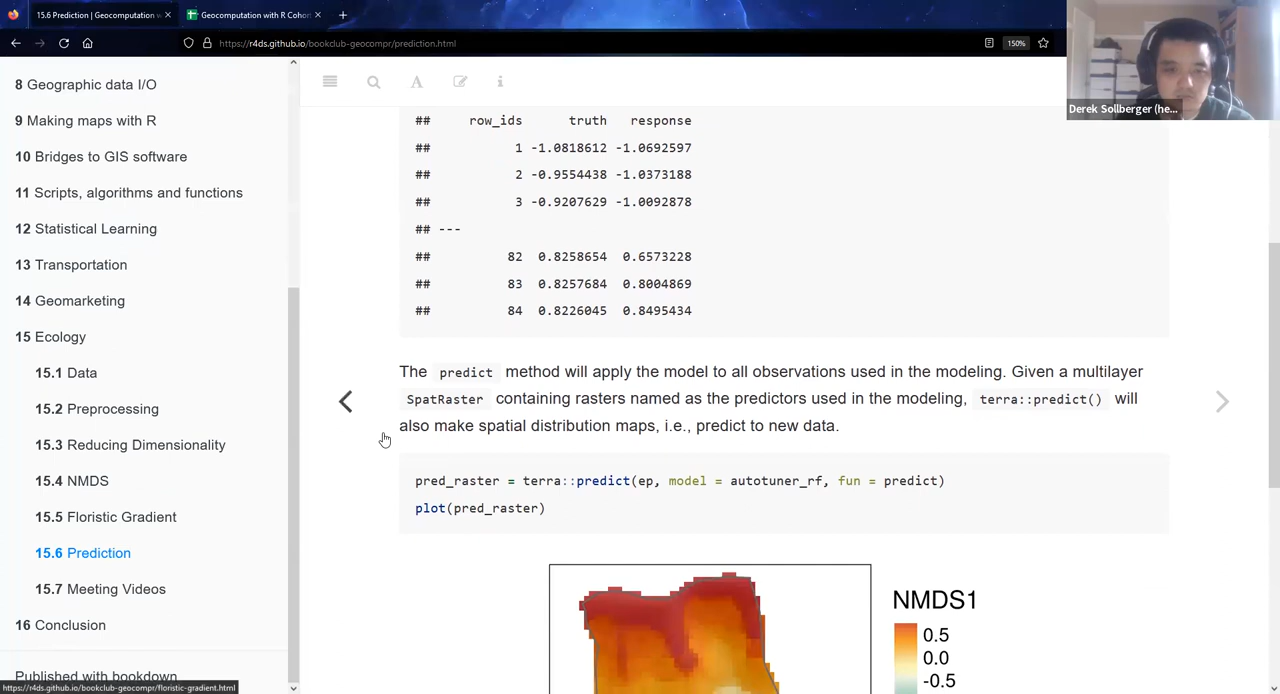 15.6 Prediction | Geocomputation w
Geocomputation with R Cohor
https://r4ds.github.io/bookclub-geocompr/prediction.html
150%
Derek Sollberger (he...
8 Geographic data I/O
9 Making maps with R
10 Bridges to GIS software
11 Scripts, algorithms and functions
12 Statistical Learning
13 Transportation
14 Geomarketing
15 Ecology
15.1 Data
15.2 Preprocessing
15.3 Reducing Dimensionality
15.4 NMDS
15.5 Floristic Gradient
15.6 Prediction
15.7 Meeting Videos
16 Conclusion
Published with bookdown
https://r4ds.github.io/bookclub-geocompr/floristic-gradient.html
## row_ids truth response
## 1 -1.0818612 -1.0692597
## 2 -0.9554438 -1.0373188
## 3 -0.9207629 -1.0092878
## ---
## 82 0.8258654 0.6573228
## 83 0.8257684 0.8004869
## 84 0.8226045 0.8495434
The predict method will apply the model to all observations used in the modeling. Given a multilayer
SpatRaster containing rasters named as the predictors used in the modeling, terra::predict() will
also make spatial distribution maps, i.e., predict to new data.
pred_raster = terra::predict(ep, model = autotuner_rf, fun = predict)
plot(pred_raster)
NMDS1
0.5
0.0
-0.5